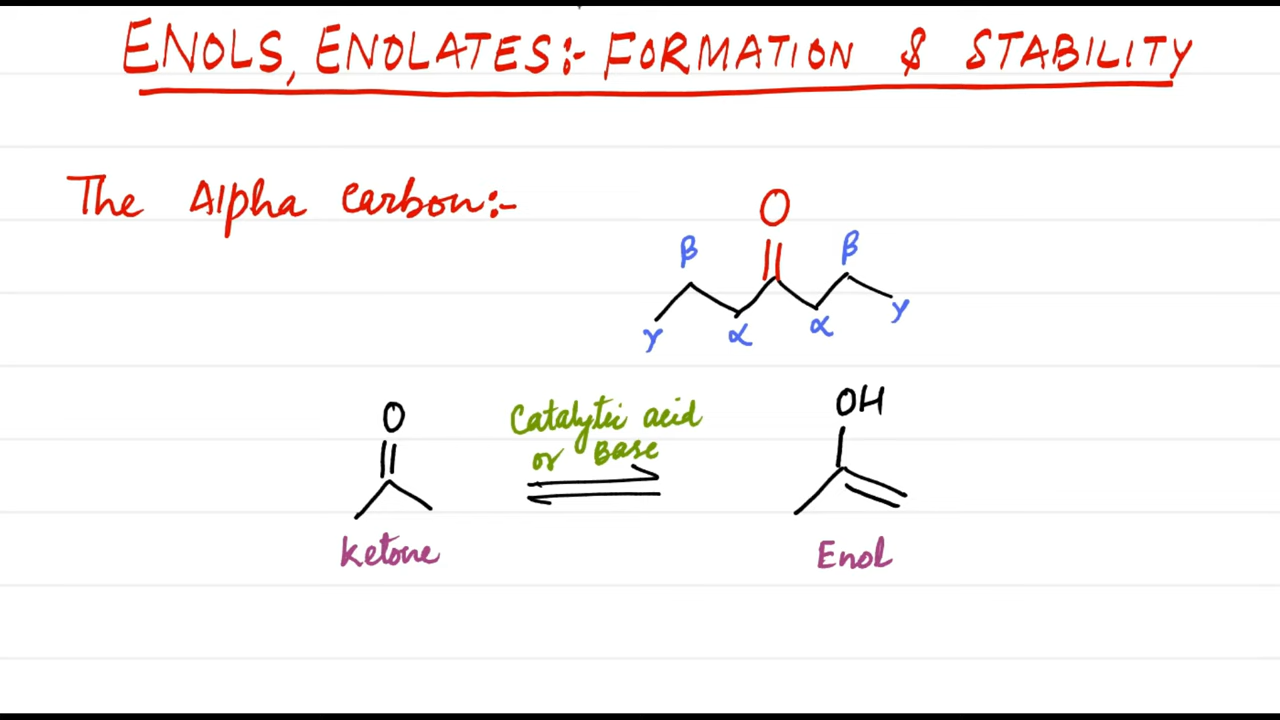 ENOLS, ENOLATES:- FORMATION & STABILITY
The Alpha Carbon:-
O
β β
γ α α γ
O
Catalytic acid
or Base
OH
Ketone
Enol